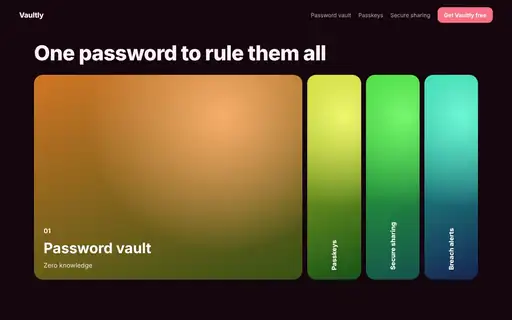 Vaultly
Password vault Passkeys Secure sharing Get Vaultly free
One password to rule them all
01
Password vault
Zero knowledge
Passkeys
Secure sharing
Breach alerts